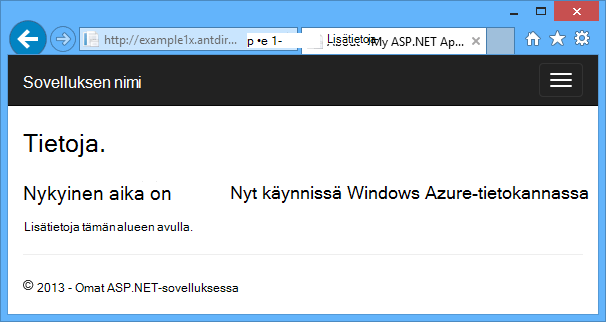 http://example1x.antdir... p •e 1- Lisätietoja- My ASP.NET Ap...
Sovelluksen nimi
Tietoja.
Nykyinen aika on Nyt käynnissä Windows Azure-tietokannassa
Lisätietoja tämän alueen avulla.
© 2013 - Omat ASP.NET-sovelluksessa